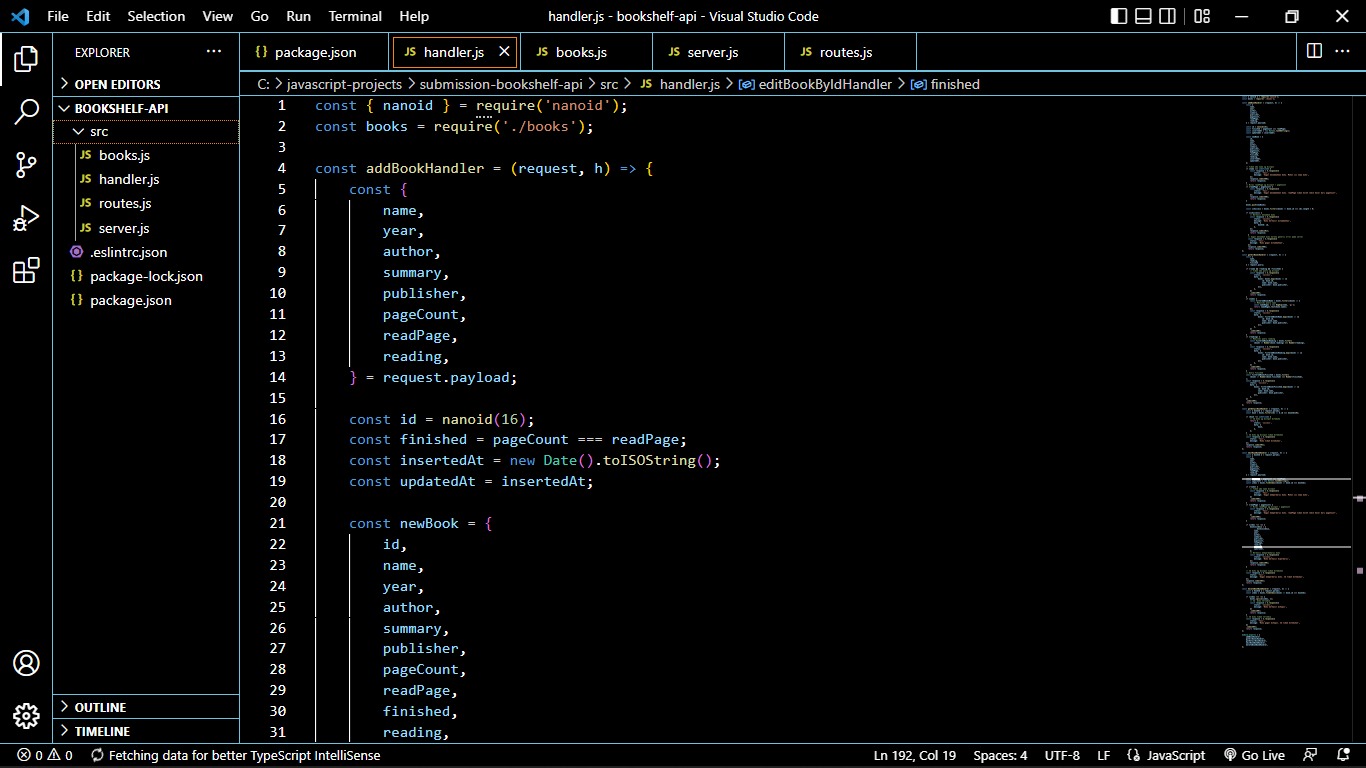 File Edit Selection View Go Run Terminal Help
handler.js - bookshelf-api - Visual Studio Code
EXPLORER
OPEN EDITORS
BOOKSHELF-API
src
JS books.js
JS handler.js
JS routes.js
JS server.js
.eslintrc.json
{} package-lock.json
{} package.json
OUTLINE
TIMELINE
{} package.json JS handler.js JS books.js JS server.js JS routes.js
C: > javascript-projects > submission-bookshelf-api > src > JS handler.js > editBookByIdHandler > finished
1 const { nanoid } = require('nanoid');
2 const books = require('./books');
3
4 const addBookHandler = (request, h) => {
5 const {
6 name,
7 year,
8 author,
9 summary,
10 publisher,
11 pageCount,
12 readPage,
13 reading,
14 } = request.payload;
15
16 const id = nanoid(16);
17 const finished = pageCount === readPage;
18 const insertedAt = new Date().toISOString();
19 const updatedAt = insertedAt;
20
21 const newBook = {
22 id,
23 name,
24 year,
25 author,
26 summary,
27 publisher,
28 pageCount,
29 readPage,
30 finished,
31 reading,
0 0 Fetching data for better TypeScript IntelliSense
Ln 192, Col 19 Spaces: 4 UTF-8 LF {} JavaScript Go Live